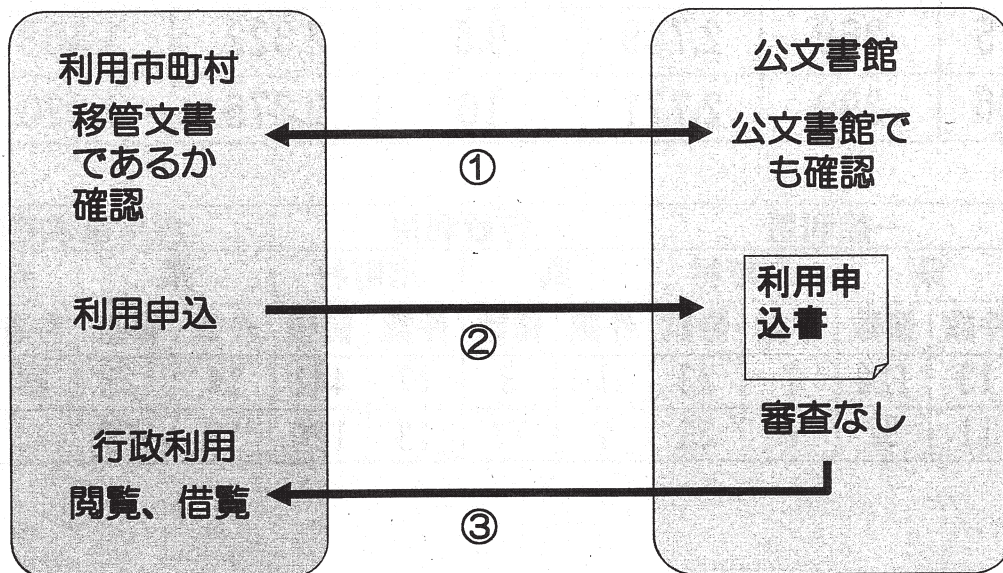 利用市町村
移管文書
であるか
確認
公文書館
公文書館で
も確認
①
利用申込
②
利用申
込書
審査なし
行政利用
閲覧、借覧
③